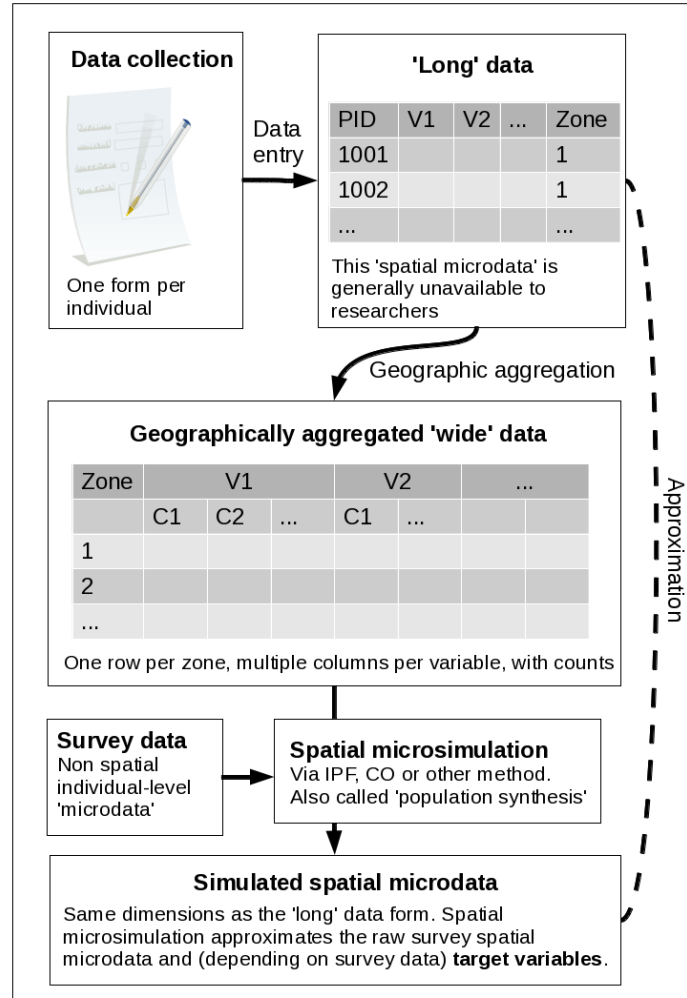 Data collection
One form per
individual
Data
entry
'Long' data
PID V1 V2 ... Zone
1001 1
1002 1
... ...
This 'spatial microdata' is
generally unavailable to
researchers
Geographic aggregation
Geographically aggregated 'wide' data
Zone V1 V2 ...
C1 C2 ... C1 ...
1
2
...
One row per zone, multiple columns per variable, with counts
Approximation
Survey data
Non spatial
individual-level
'microdata'
Spatial microsimulation
Via IPF, CO or other method.
Also called 'population synthesis'
Simulated spatial microdata
Same dimensions as the 'long' data form. Spatial
microsimulation approximates the raw survey spatial
microdata and (depending on survey data) target variables.